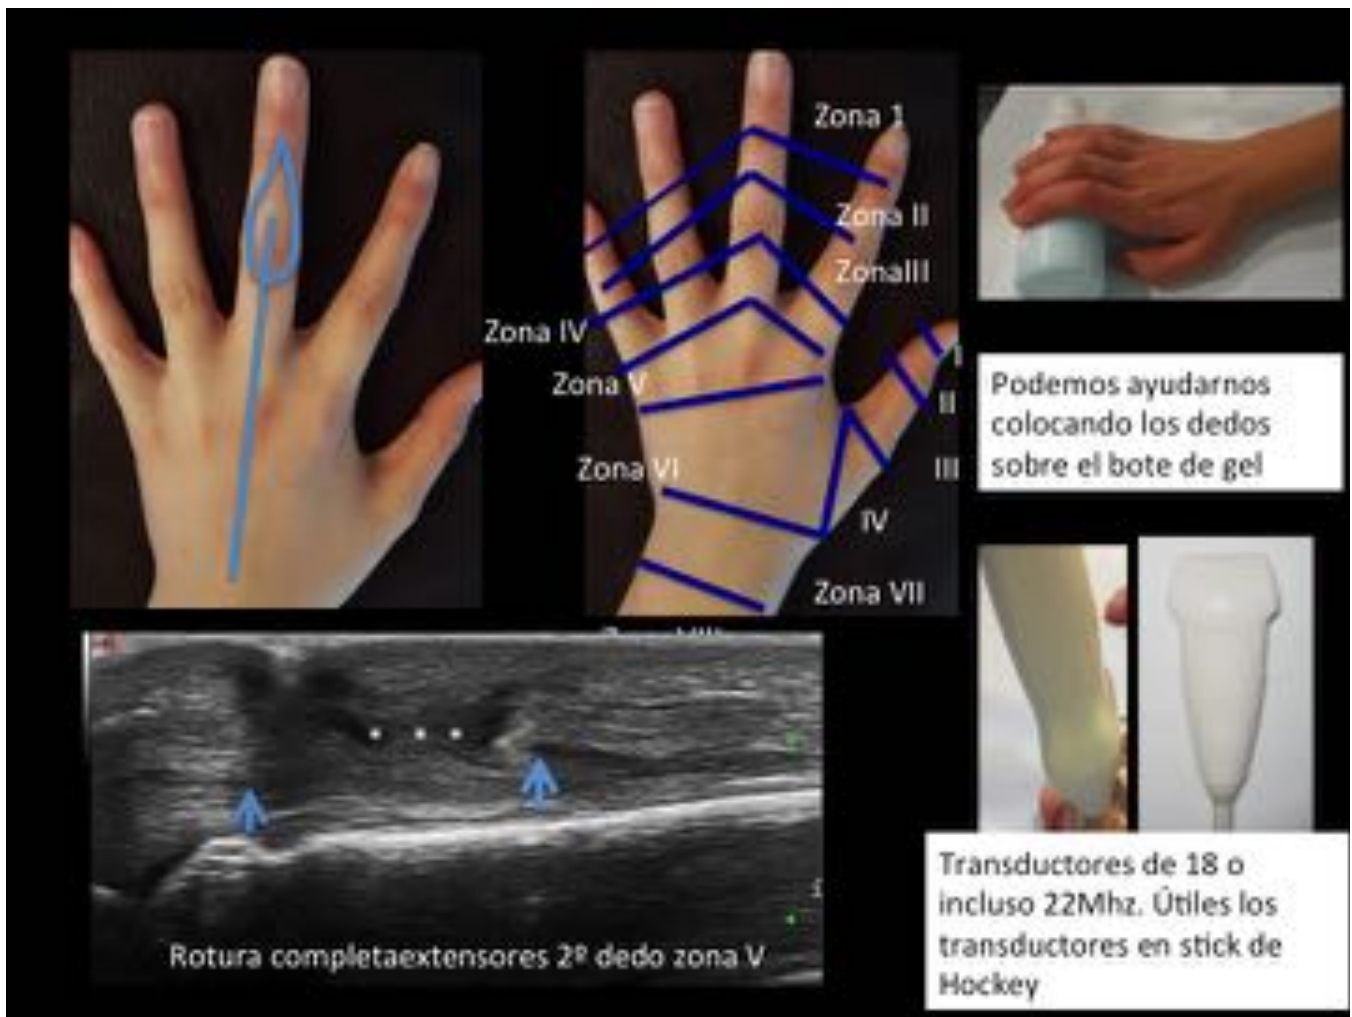 Zona 1
Zona II
ZonaIII
Zona IV
Zona V
Zona VI
Zona VII
I
II
III
IV
Podemos ayudarnos
colocando los dedos
sobre el bote de gel
Rotura completaextensores 2º dedo zona V
Transductores de 18 o
incluso 22Mhz. Útiles los
transductores en stick de
Hockey